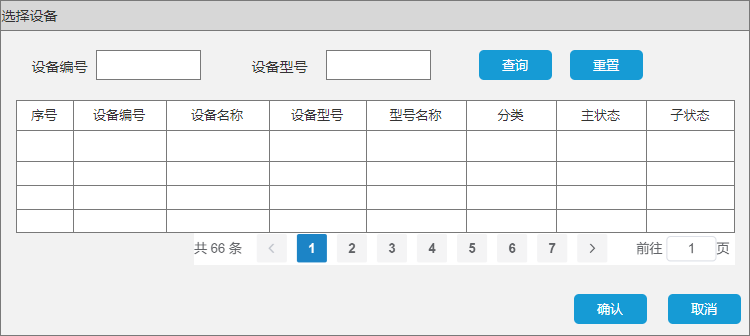 选择设备
设备编号 设备型号 查询 重置
序号 设备编号 设备名称 设备型号 型号名称 分类 主状态 子状态
共 66 条 1 2 3 4 5 6 7 前往 1 页
确认 取消